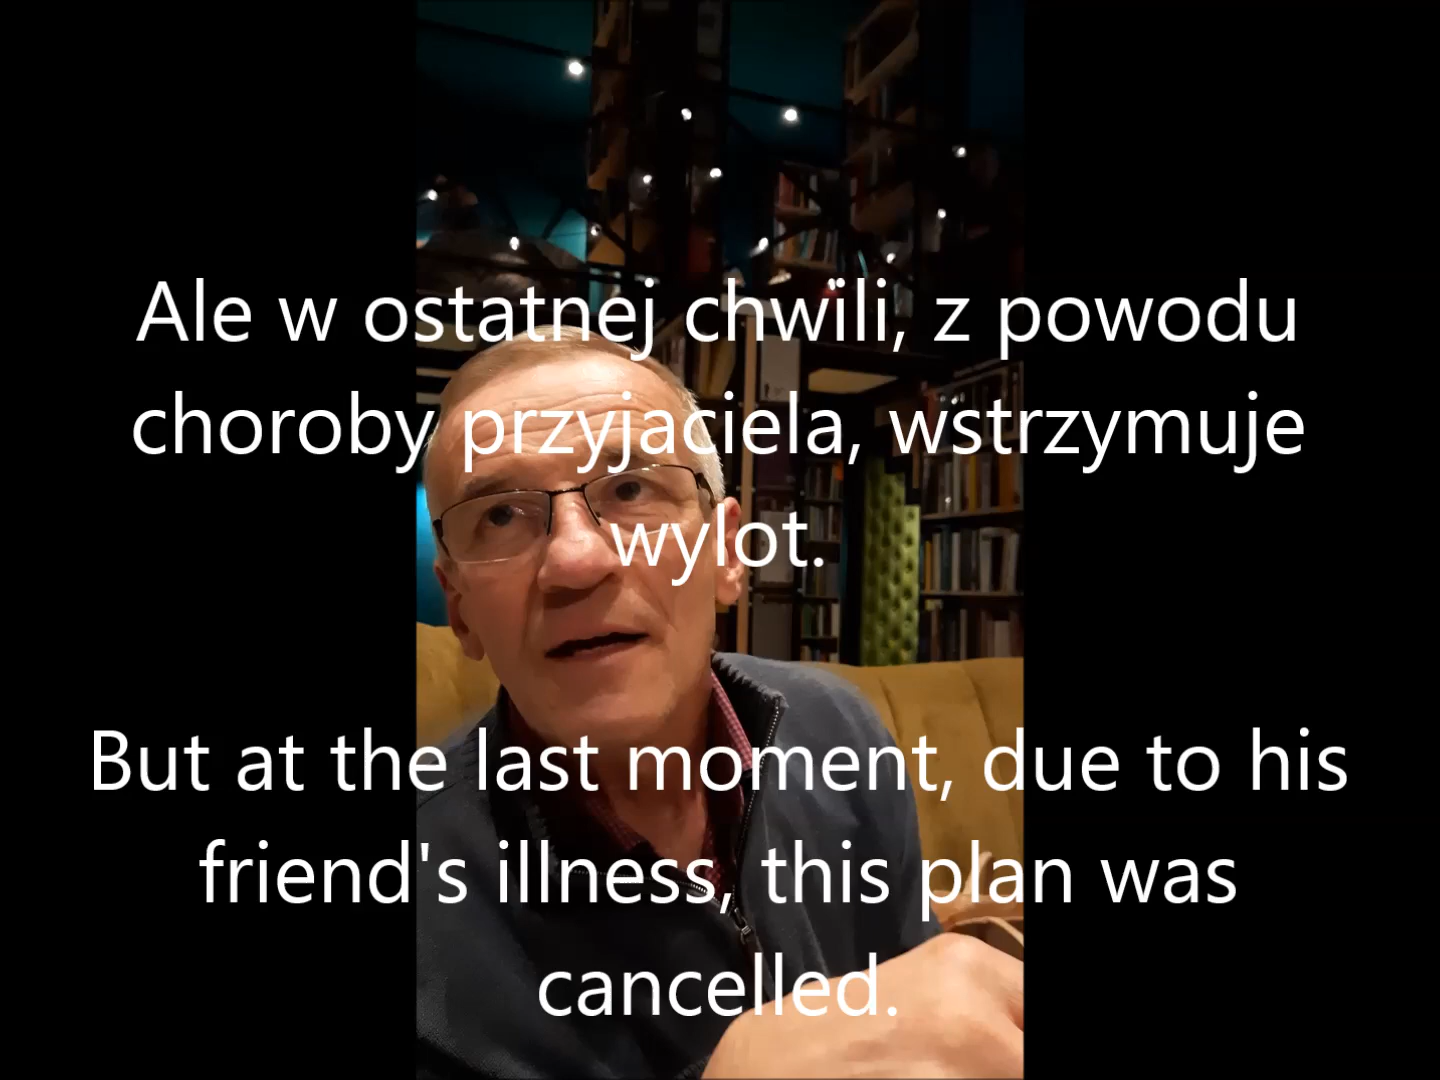 Ale w ostatnej chwili, z powodu
choroby przyjaciela, wstrzymuje
wylot.
But at the last moment, due to his
friend's illness, this plan was
cancelled.